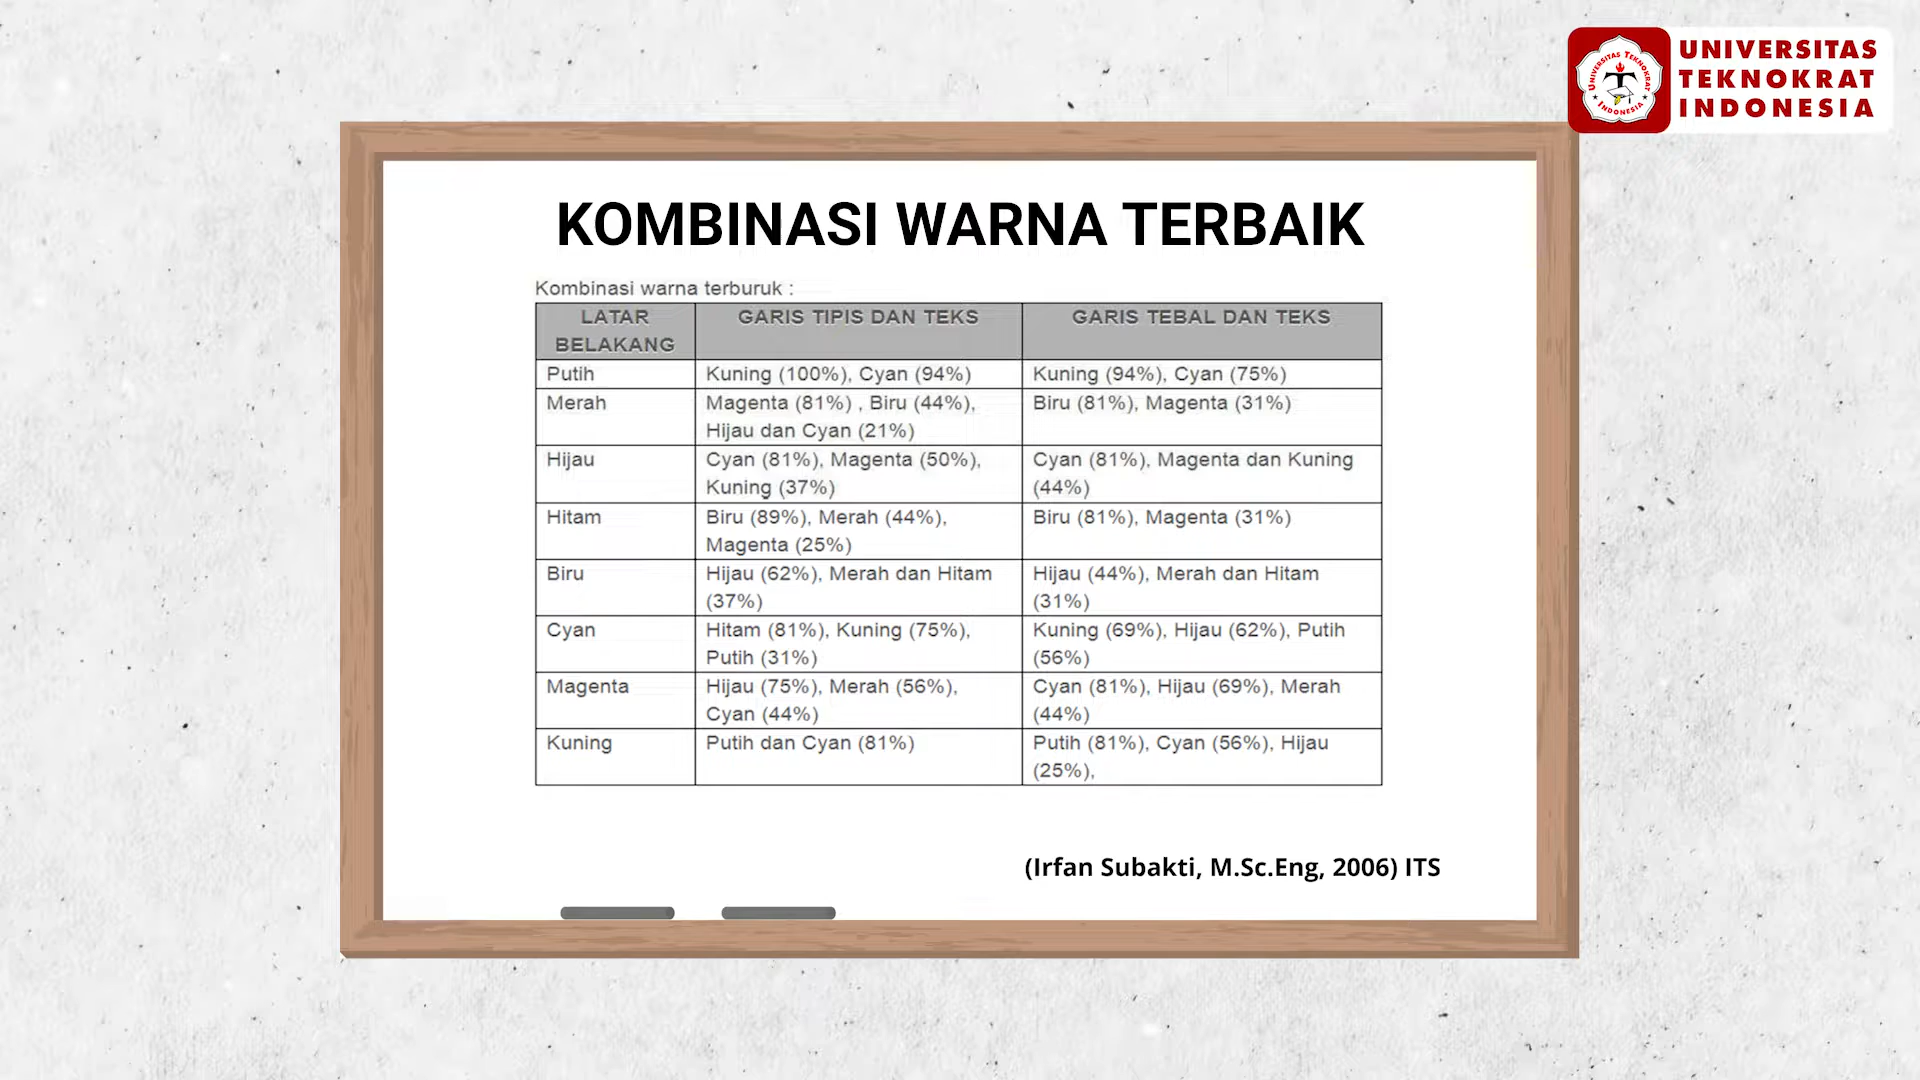 UNIVERSITAS
TEKNOKRAT
INDONESIA
UNIVERSITAS TEKNOKRAT
INDONESIA
KOMBINASI WARNA TERBAIK
Kombinasi warna terburuk :
LATAR BELAKANG GARIS TIPIS DAN TEKS GARIS TEBAL DAN TEKS
Putih Kuning (100%), Cyan (94%) Kuning (94%), Cyan (75%)
Merah Magenta (81%) , Biru (44%), Biru (81%), Magenta (31%)
Hijau dan Cyan (21%)
Hijau Cyan (81%), Magenta (50%), Cyan (81%), Magenta dan Kuning
Kuning (37%) (44%)
Hitam Biru (89%), Merah (44%), Biru (81%), Magenta (31%)
Magenta (25%)
Biru Hijau (62%), Merah dan Hitam Hijau (44%), Merah dan Hitam
(37%) (31%)
Cyan Hitam (81%), Kuning (75%), Kuning (69%), Hijau (62%), Putih
Putih (31%) (56%)
Magenta Hijau (75%), Merah (56%), Cyan (81%), Hijau (69%), Merah
Cyan (44%) (44%)
Kuning Putih dan Cyan (81%) Putih (81%), Cyan (56%), Hijau
(25%),
(Irfan Subakti, M.Sc.Eng, 2006) ITS